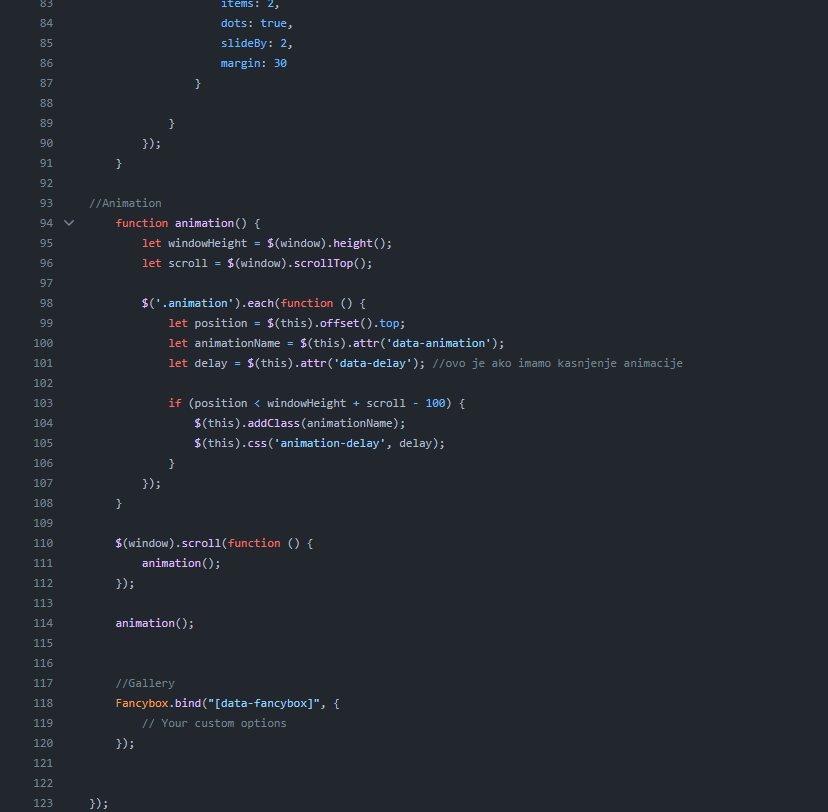 83 items: 2,
84 dots: true,
85 slideBy: 2,
86 margin: 30
87 }
88
89 }
90 });
91 }
92
93 //Animation
94 function animation() {
95 let windowHeight = $(window).height();
96 let scroll = $(window).scrollTop();
97
98 $('.animation').each(function () {
99 let position = $(this).offset().top;
100 let animationName = $(this).attr('data-animation');
101 let delay = $(this).attr('data-delay'); //ovo je ako imamo kasnjenje animacije
102
103 if (position < windowHeight + scroll - 100) {
104 $(this).addClass(animationName);
105 $(this).css('animation-delay', delay);
106 }
107 });
108 }
109
110 $(window).scroll(function () {
111 animation();
112 });
113
114 animation();
115
116
117 //Gallery
118 Fancybox.bind("[data-fancybox]", {
119 // Your custom options
120 });
121
122
123 });